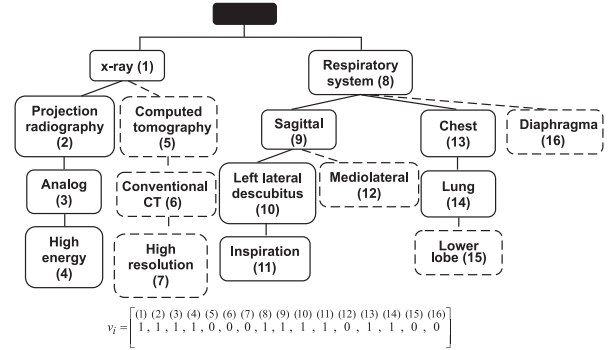 x-ray (1)
Respiratory
system (8)
Projection
radiography
(2)
Computed
tomography
(5)
Sagittal
(9)
Chest
(13)
Diaphragma
(16)
Analog
(3)
Conventional
CT (6)
Left lateral
descubitus
(10)
Mediolateral
(12)
Lung
(14)
High
energy
(4)
High
resolution
(7)
Inspiration
(11)
Lower
lobe (15)
(1) (2) (3) (4) (5) (6) (7) (8) (9) (10) (11) (12) (13) (14) (15) (16)
vi = [1, 1, 1, 1, 0, 0, 0, 1, 1, 1, 1, 0, 1, 1, 0, 0]